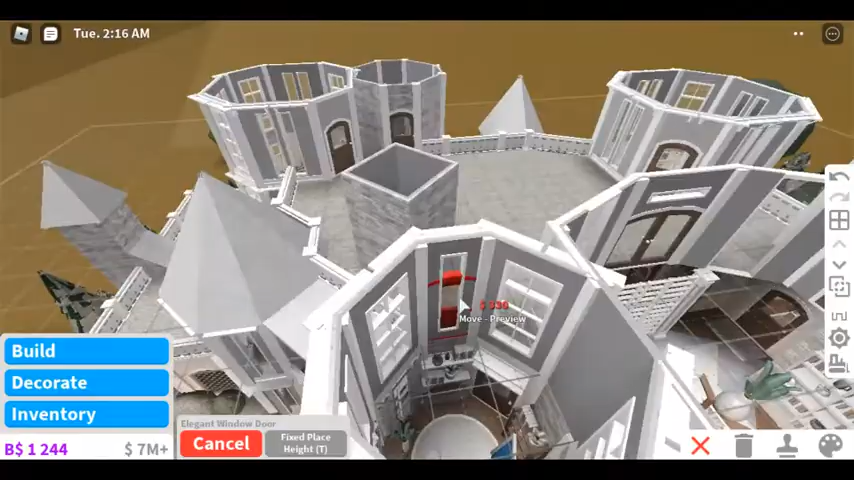 Tue. 2:16 AM
$ 330
Move - Preview
Build
Decorate
Inventory
B$ 1 244
$ 7M+
Elegant Window Door
Cancel
Fixed Place
Height (T)